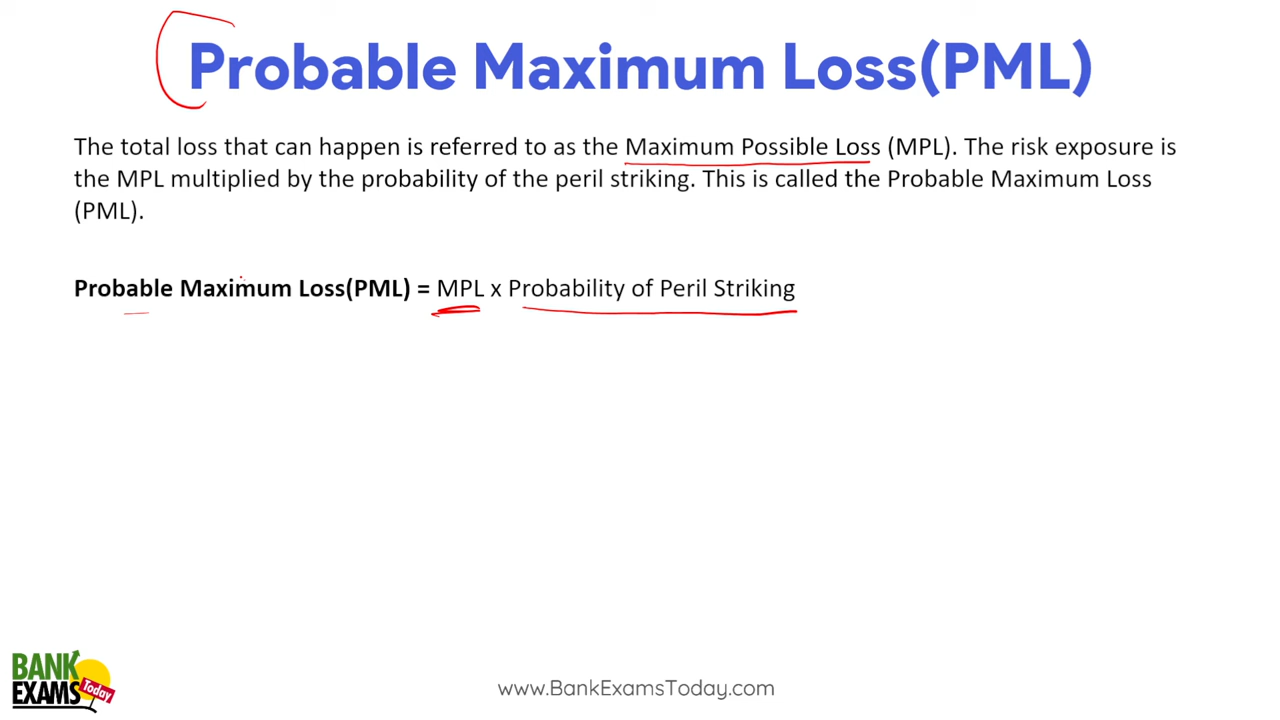 Probable Maximum Loss(PML)
The total loss that can happen is referred to as the Maximum Possible Loss (MPL). The risk exposure is
the MPL multiplied by the probability of the peril striking. This is called the Probable Maximum Loss
(PML).
Probable Maximum Loss(PML) = MPL x Probability of Peril Striking
BANK
EXAMS Today
www.BankExamsToday.com